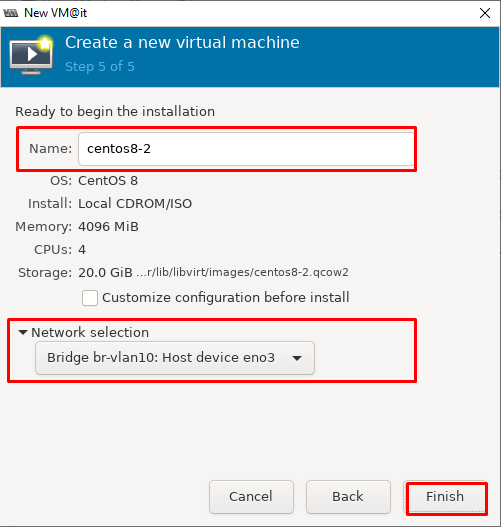 New VM@it
Create a new virtual machine
Step 5 of 5
Ready to begin the installation
Name: centos8-2
OS: CentOS 8
Install: Local CDROM/ISO
Memory: 4096 MiB
CPUs: 4
Storage: 20.0 GiB ...r/lib/libvirt/images/centos8-2.qcow2
Customize configuration before install
Network selection
Bridge br-vlan10: Host device eno3
Cancel Back Finish